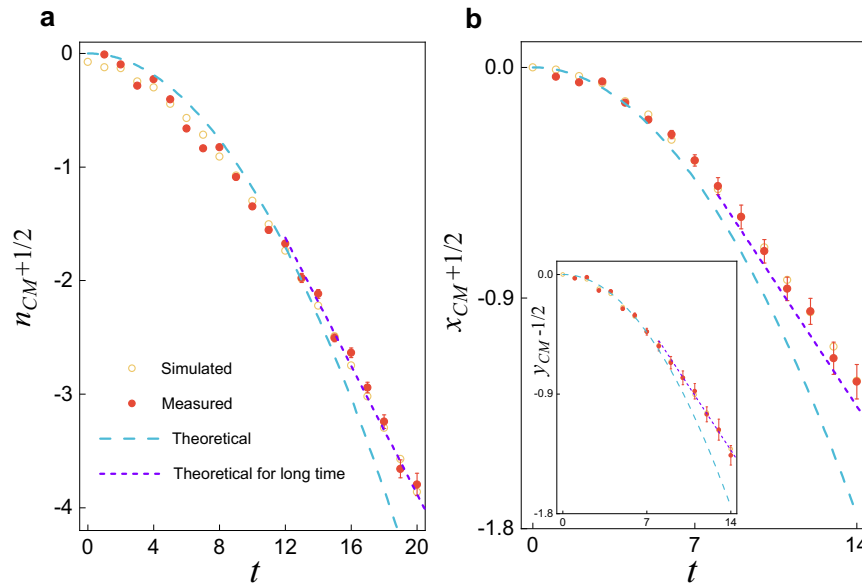 a
0
-1
-2
-3
-4
n_CM+1/2
Simulated
Measured
Theoretical
Theoretical for long time
0 4 8 12 16 20
t
b
0.0
-0.9
-1.8
x_CM+1/2
0.0
-0.9
-1.8
y_CM-1/2
0 7 14
0 7 14
t